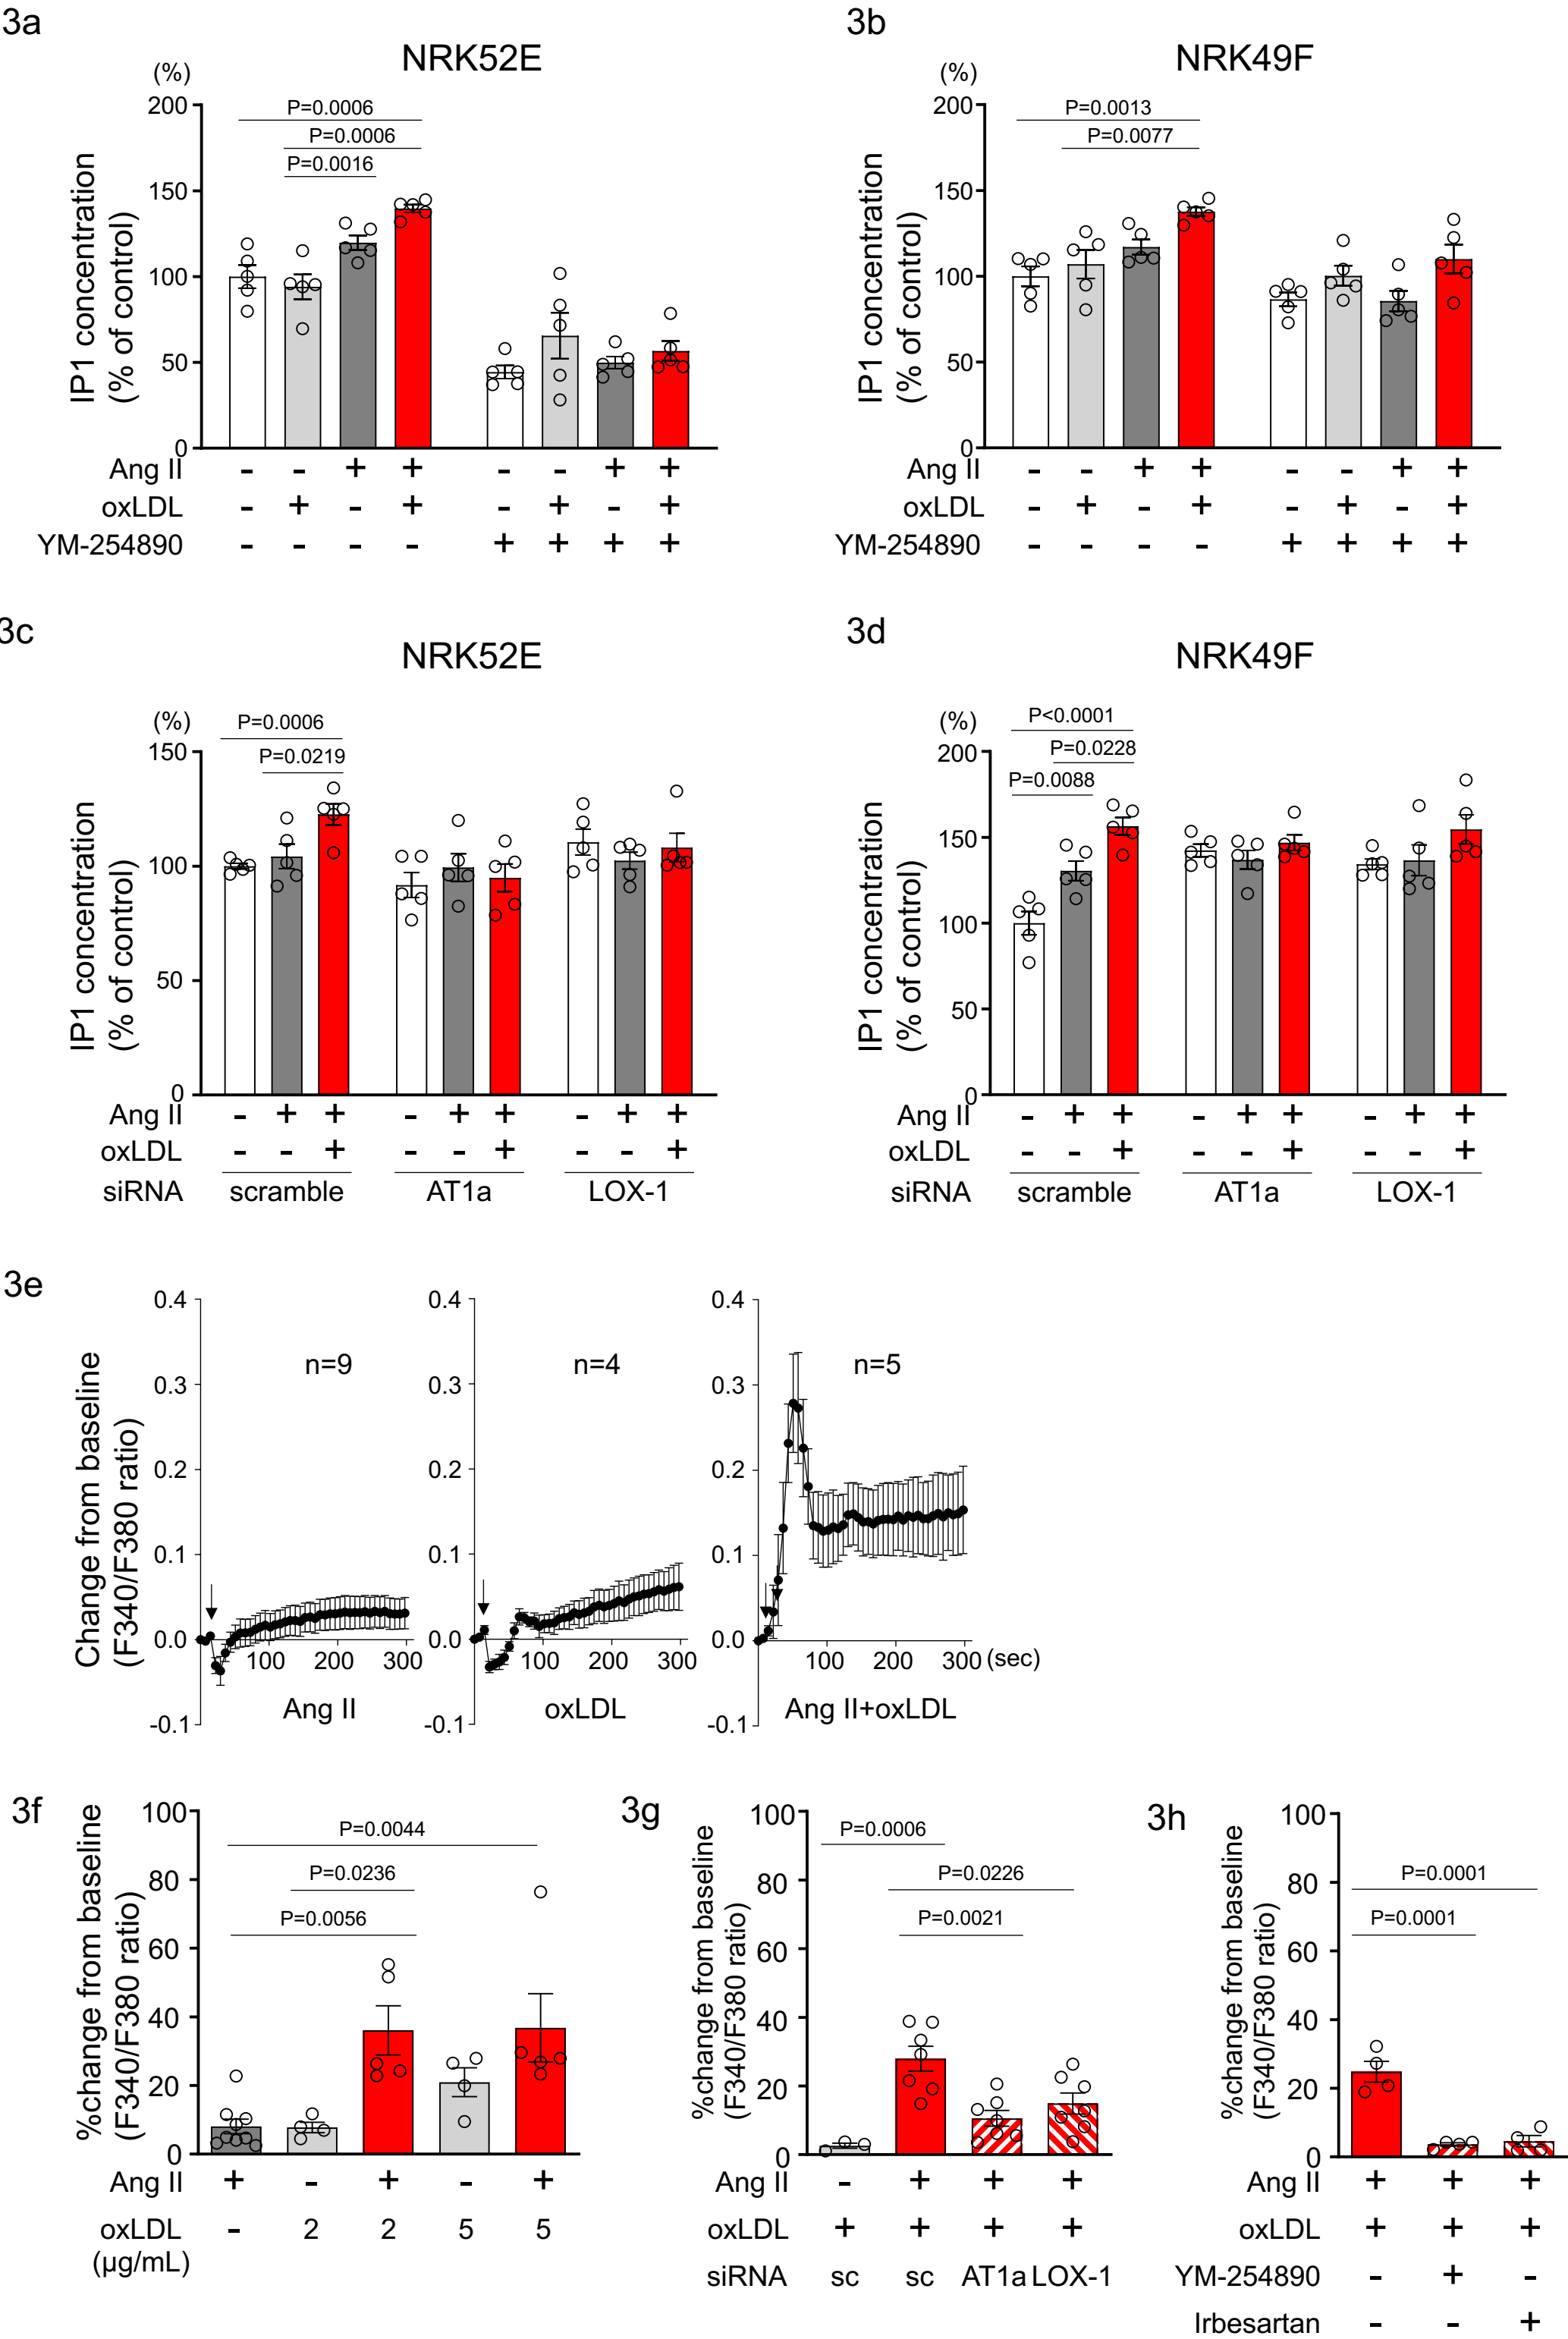 3a
NRK52E
(%)
IP1 concentration
(% of control)
200
150
100
50
0
P=0.0006
P=0.0006
P=0.0016
Ang II - - + + - - + +
oxLDL - + - + - + - +
YM-254890 - - - - + + + +
3b
NRK49F
(%)
IP1 concentration
(% of control)
200
150
100
50
0
P=0.0013
P=0.0077
Ang II - - + + - - + +
oxLDL - + - + - + - +
YM-254890 - - - - + + + +
3c
NRK52E
(%)
IP1 concentration
(% of control)
150
100
50
0
P=0.0006
P=0.0219
Ang II - + + - + + - + +
oxLDL - - + - - + - - +
siRNA scramble AT1a LOX-1
3d
NRK49F
(%)
IP1 concentration
(% of control)
200
150
100
50
0
P<0.0001
P=0.0228
P=0.0088
Ang II - + + - + + - + +
oxLDL - - + - - + - - +
siRNA scramble AT1a LOX-1
3e
Change from baseline
(F340/F380 ratio)
0.4
0.3
0.2
0.1
0.0
-0.1
n=9
100 200 300
Ang II
0.4
0.3
0.2
0.1
0.0
-0.1
n=4
100 200 300
oxLDL
0.4
0.3
0.2
0.1
0.0
-0.1
n=5
100 200 300 (sec)
Ang II+oxLDL
3f
%change from baseline
(F340/F380 ratio)
100
80
60
40
20
0
P=0.0044
P=0.0236
P=0.0056
Ang II + - + - +
oxLDL - 2 2 5 5
(µg/mL)
3g
%change from baseline
(F340/F380 ratio)
100
80
60
40
20
0
P=0.0006
P=0.0226
P=0.0021
Ang II - + + +
oxLDL + + + +
siRNA sc sc AT1a LOX-1
3h
%change from baseline
(F340/F380 ratio)
100
80
60
40
20
0
P=0.0001
P=0.0001
Ang II + + +
oxLDL + + +
YM-254890 - + -
Irbesartan - - +